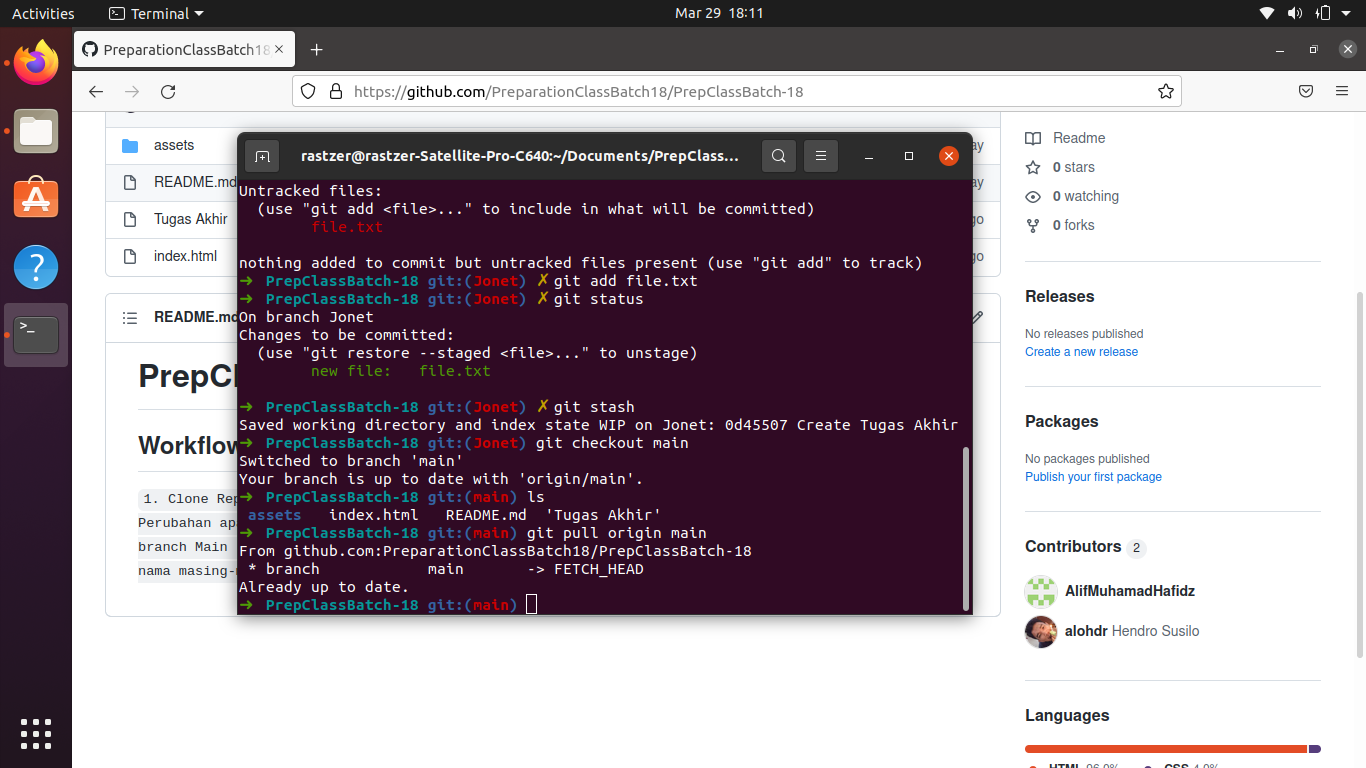 Activities
Terminal
Mar 29 18:11
PreparationClassBatch18
https://github.com/PreparationClassBatch18/PrepClassBatch-18
assets
README.md
Tugas Akhir
index.html
README.md
PrepCl
Workflow
1. Clone Rep
Perubahan ap
branch Main
nama masing-
rastzer@rastzer-Satellite-Pro-C640:~/Documents/PrepClass...
Untracked files:
(use "git add <file>..." to include in what will be committed)
file.txt
nothing added to commit but untracked files present (use "git add" to track)
➜ PrepClassBatch-18 git:(Jonet) ✗ git add file.txt
➜ PrepClassBatch-18 git:(Jonet) ✗ git status
On branch Jonet
Changes to be committed:
(use "git restore --staged <file>..." to unstage)
new file: file.txt
➜ PrepClassBatch-18 git:(Jonet) ✗ git stash
Saved working directory and index state WIP on Jonet: 0d45507 Create Tugas Akhir
➜ PrepClassBatch-18 git:(Jonet) git checkout main
Switched to branch 'main'
Your branch is up to date with 'origin/main'.
➜ PrepClassBatch-18 git:(main) ls
assets index.html README.md 'Tugas Akhir'
➜ PrepClassBatch-18 git:(main) git pull origin main
From github.com:PreparationClassBatch18/PrepClassBatch-18
* branch main -> FETCH_HEAD
Already up to date.
➜ PrepClassBatch-18 git:(main)
ay
ay
go
go
Readme
0 stars
0 watching
0 forks
Releases
No releases published
Create a new release
Packages
No packages published
Publish your first package
Contributors 2
AlifMuhamadHafidz
alohdr Hendro Susilo
Languages
HTML 96.0% CSS 4.0%